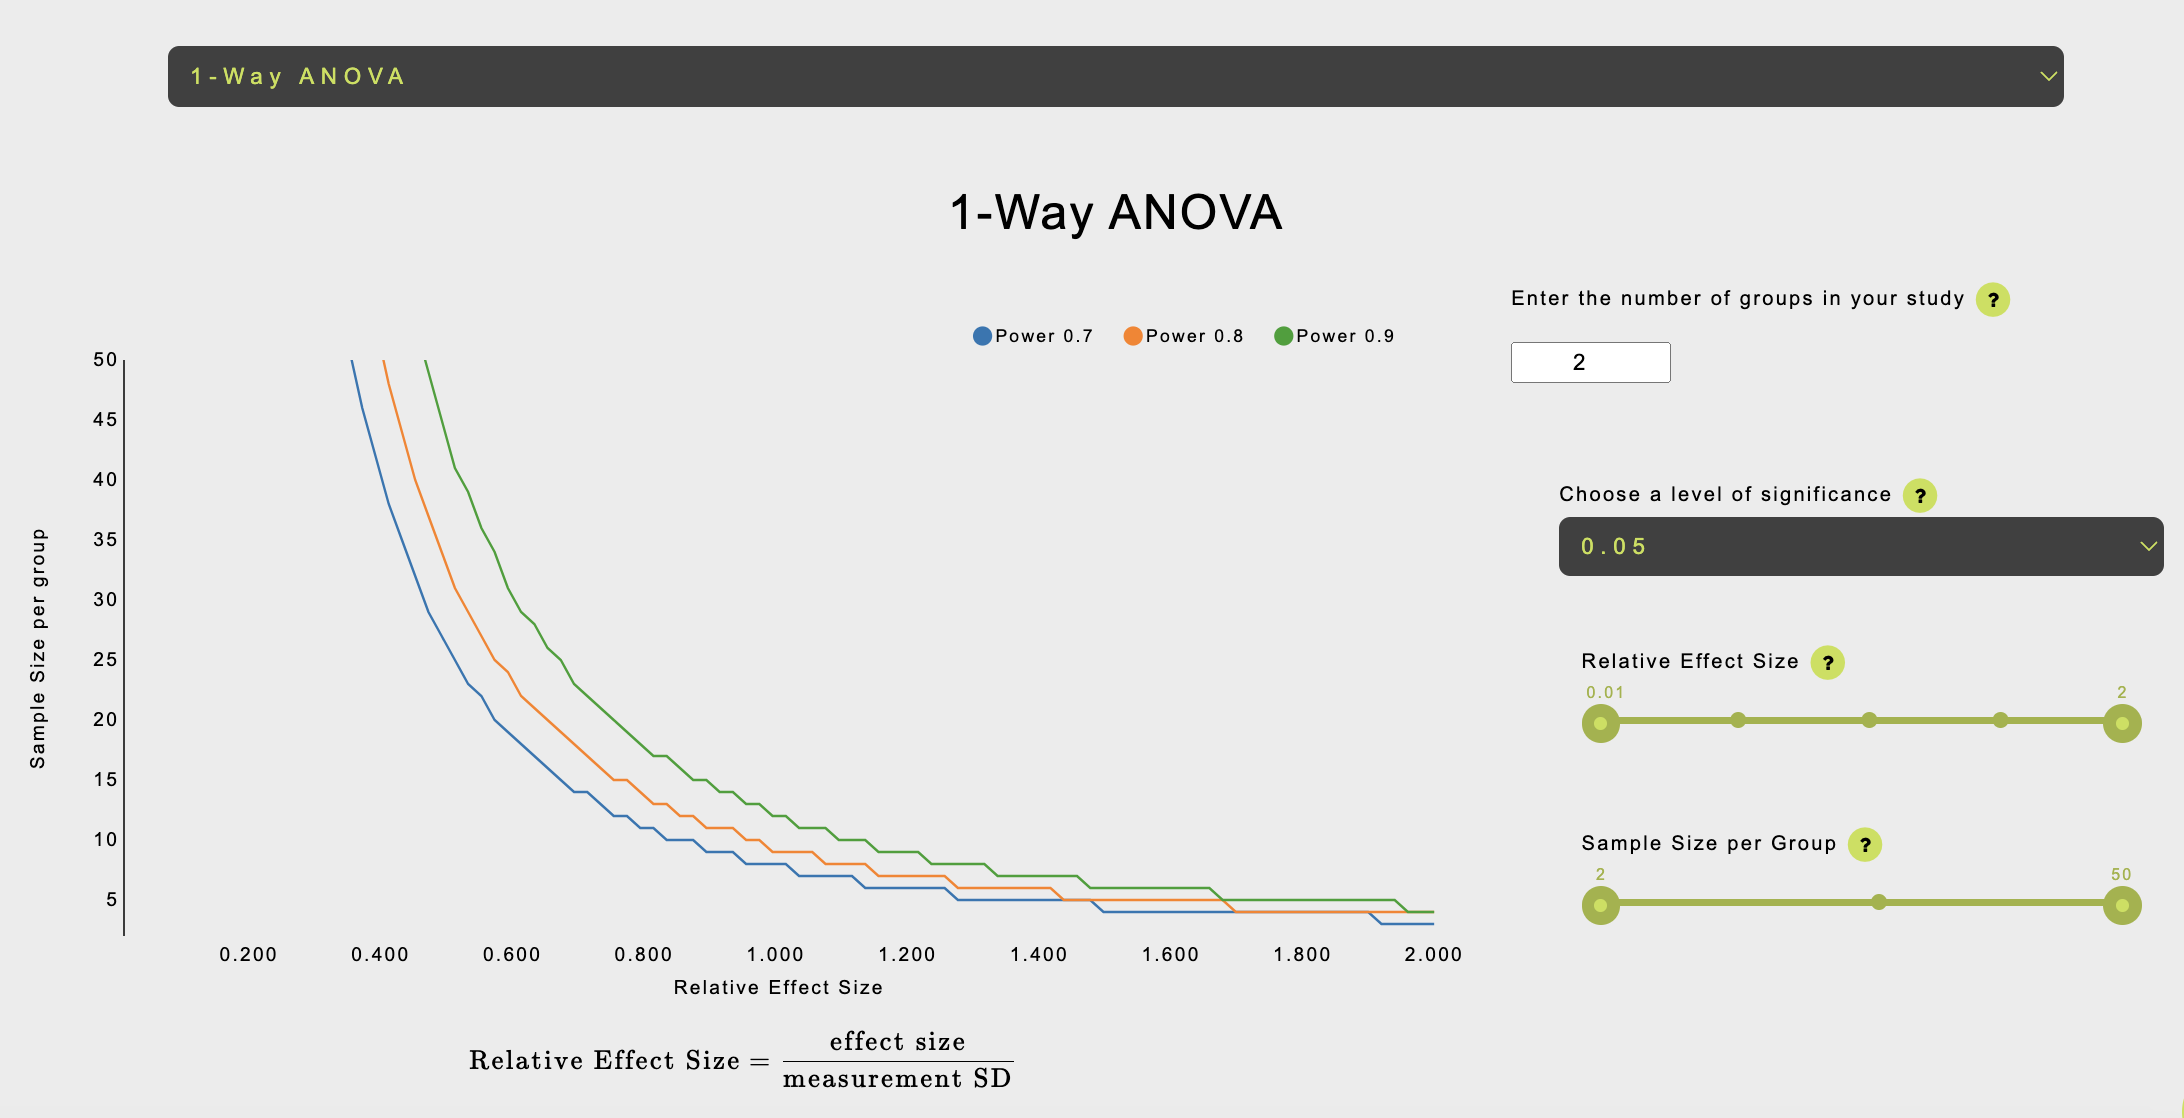 1-Way ANOVA
1-Way ANOVA
Enter the number of groups in your study ?
2
Power 0.7 Power 0.8 Power 0.9
50
45
40
35
30
25
20
15
10
5
Sample Size per group
0.200 0.400 0.600 0.800 1.000 1.200 1.400 1.600 1.800 2.000
Relative Effect Size
Relative Effect Size = effect size
measurement SD
Choose a level of significance ?
0.05
Relative Effect Size ?
0.01 2
Sample Size per Group ?
2 50